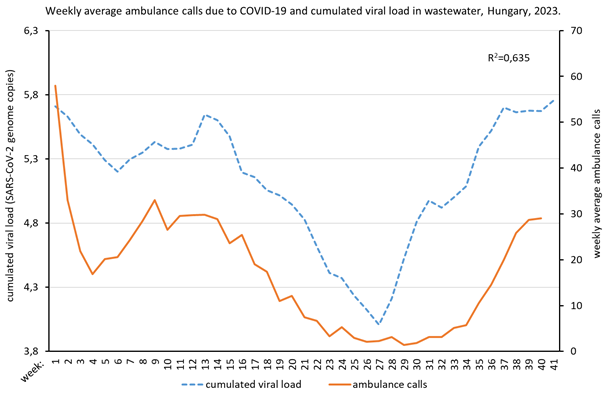 Weekly average ambulance calls due to COVID-19 and cumulated viral load in wastewater, Hungary, 2023.
R²=0,635
cumulated viral load (SARS-CoV-2 genome copies)
6,3
5,8
5,3
4,8
4,3
3,8
weekly average ambulance calls
70
60
50
40
30
20
10
0
week: 1 2 3 4 5 6 7 8 9 10 11 12 13 14 15 16 17 18 19 20 21 22 23 24 25 26 27 28 29 30 31 32 33 34 35 36 37 38 39 40 41
cumulated viral load ambulance calls